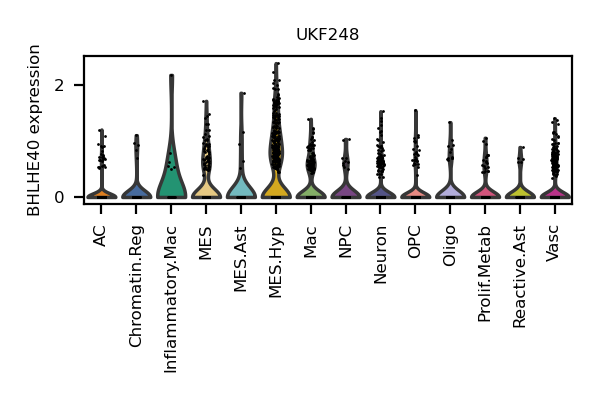 UKF248
BHLHE40 expression
2
0
AC
Chromatin.Reg
Inflammatory.Mac
MES
MES.Ast
MES.Hyp
Mac
NPC
Neuron
OPC
Oligo
Prolif.Metab
Reactive.Ast
Vasc